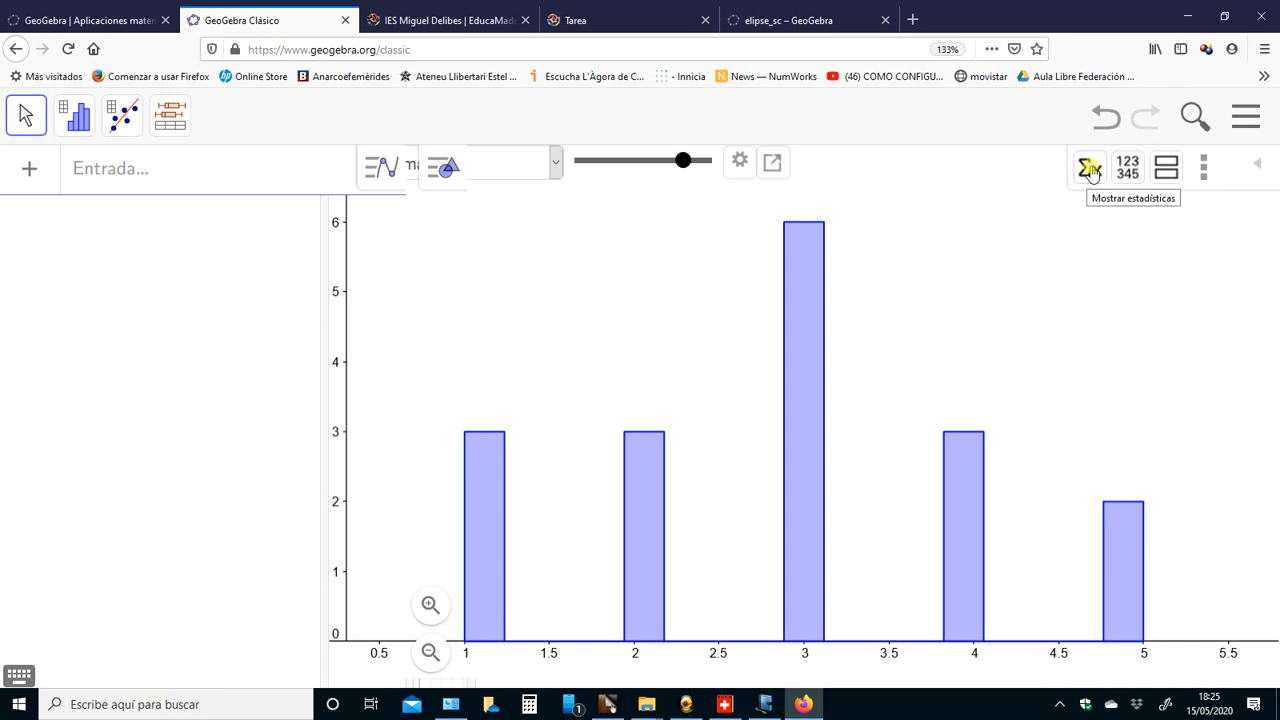 GeoGebra | Aplicaciones matem
GeoGebra Clásico
IES Miguel Delibes | EducaMad
Tarea
elipse_sc – GeoGebra
https://www.geogebra.org/classic
133%
Más visitados
Comenzar a usar Firefox
Online Store
Anarcoefemèrides
Ateneu Llibertari Estel ...
Escucha L'Àgora de C...
- Innicia
News — NumWorks
(46) COMO CONFIGU...
movistar
Aula Libre Federación ...
Entrada...
123
345
Mostrar estadísticas
6
5
4
3
2
1
0
0.5 1 1.5 2 2.5 3 3.5 4 4.5 5 5.5
Escribe aquí para buscar
1
18:25
15/05/2020